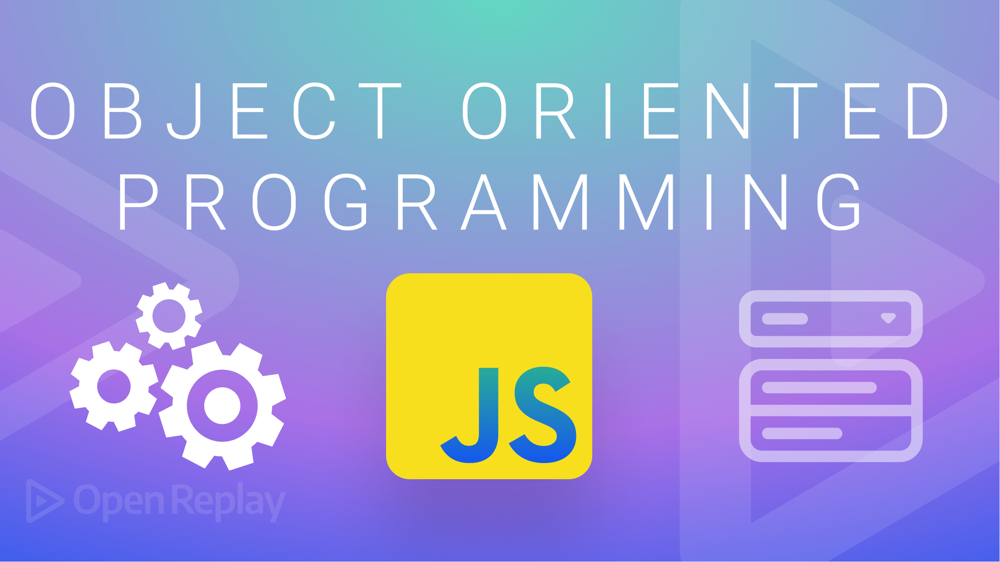 OBJECT ORIENTED
PROGRAMMING
JS
OpenReplay